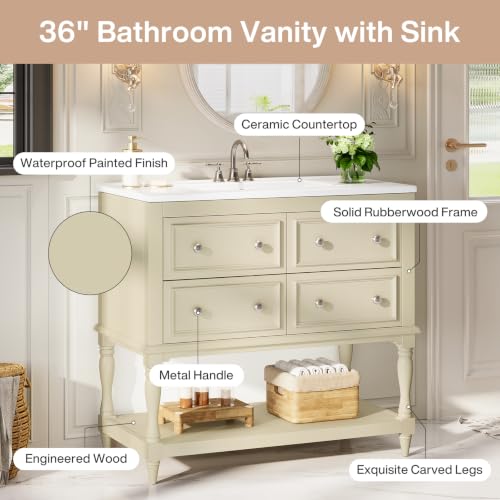 36" Bathroom Vanity with Sink
Ceramic Countertop
Waterproof Painted Finish
Solid Rubberwood Frame
Metal Handle
Engineered Wood
Exquisite Carved Legs